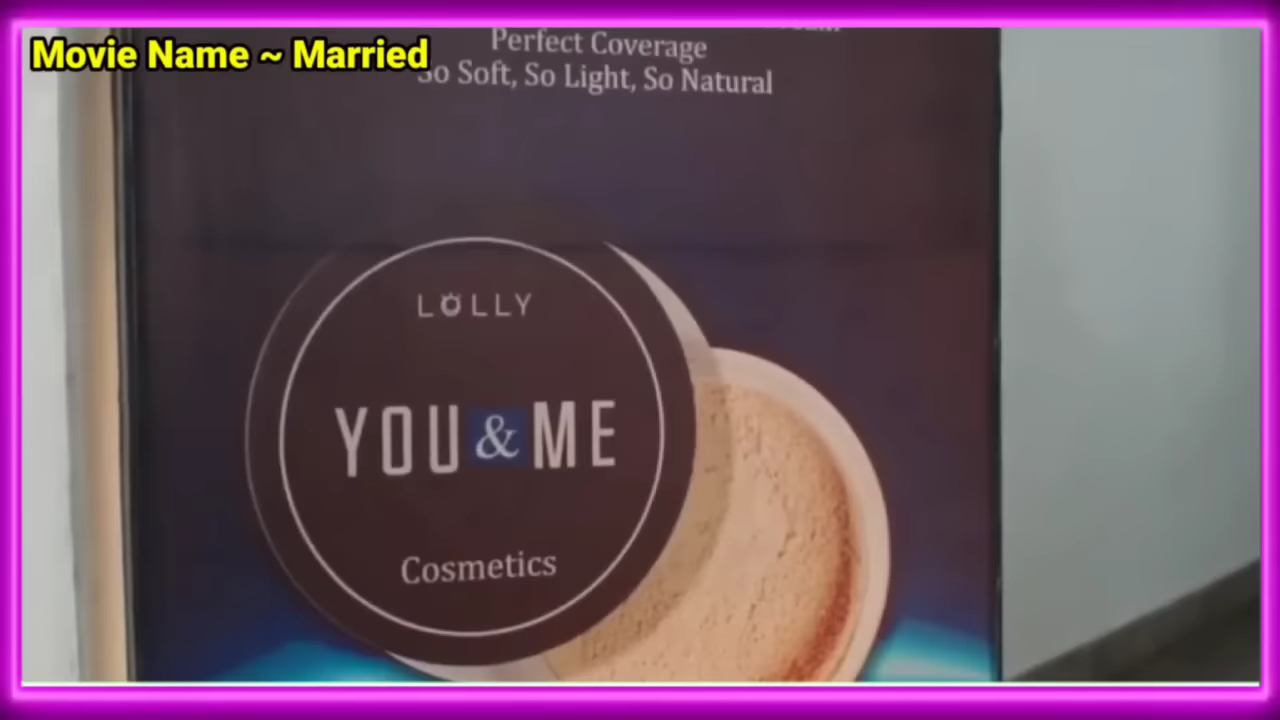 Movie Name ~ Married
Perfect Coverage
So Soft, So Light, So Natural
LOLLY
YOU & ME
Cosmetics